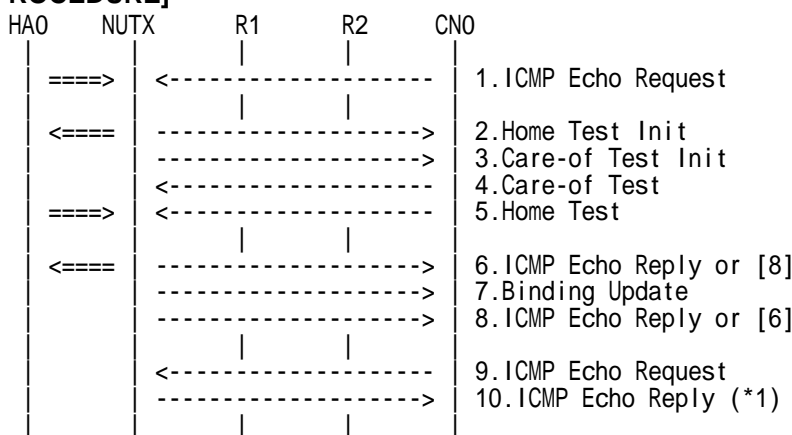 ROCEDURE]
HA0 NUTX R1 R2 CN0
====> <--------------------- 1.ICMP Echo Request
<==== ---------------------> 2.Home Test Init
---------------------> 3.Care-of Test Init
<--------------------- 4.Care-of Test
====> <--------------------- 5.Home Test
<==== ---------------------> 6.ICMP Echo Reply or [8]
---------------------> 7.Binding Update
---------------------> 8.ICMP Echo Reply or [6]
<--------------------- 9.ICMP Echo Request
---------------------> 10.ICMP Echo Reply (*1)